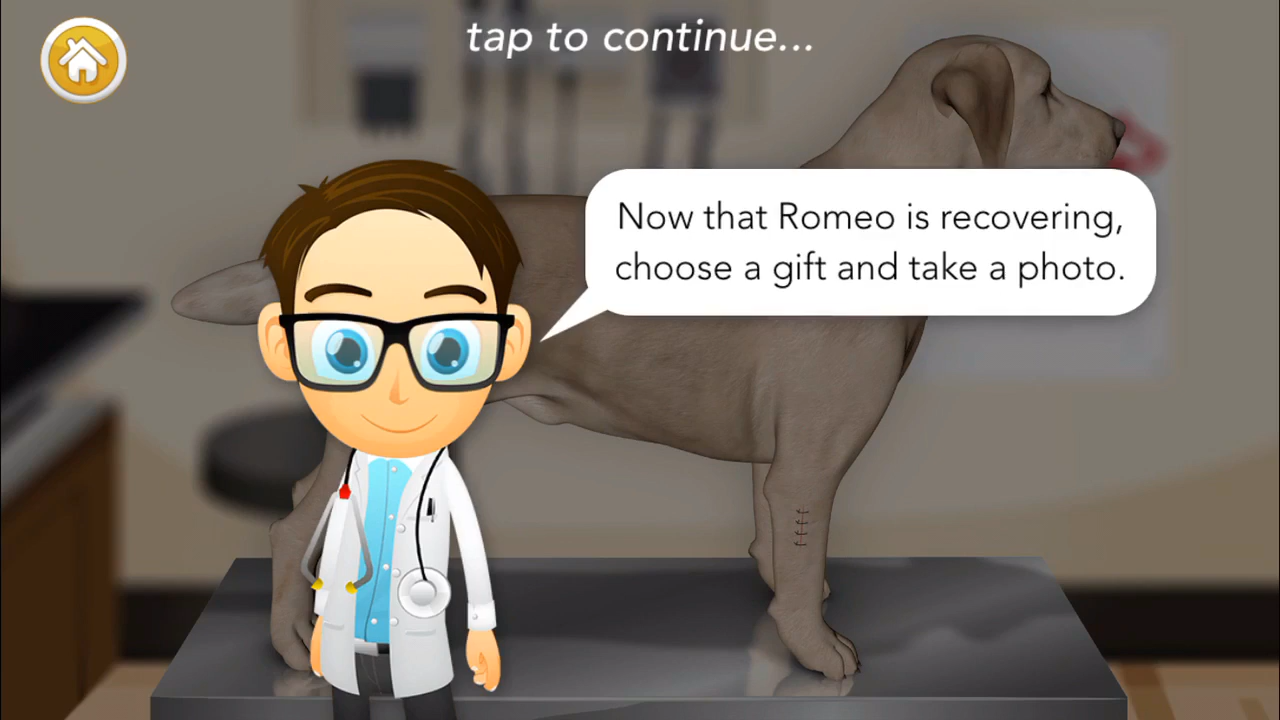 tap to continue...
Now that Romeo is recovering,
choose a gift and take a photo.